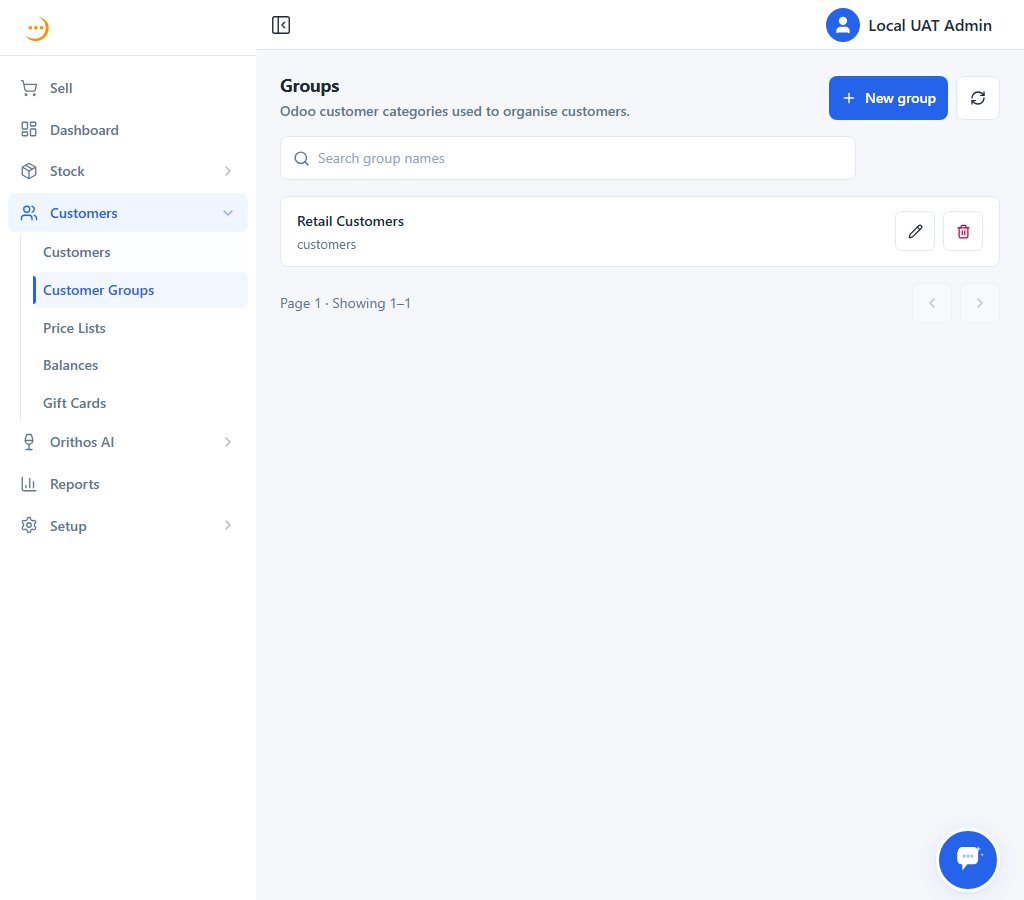 Local UAT Admin
Sell
Dashboard
Stock
Customers
Customers
Customer Groups
Price Lists
Balances
Gift Cards
Orithos AI
Reports
Setup
Groups
Odoo customer categories used to organise customers.
New group
Search group names
Retail Customers
customers
Page 1 · Showing 1–1